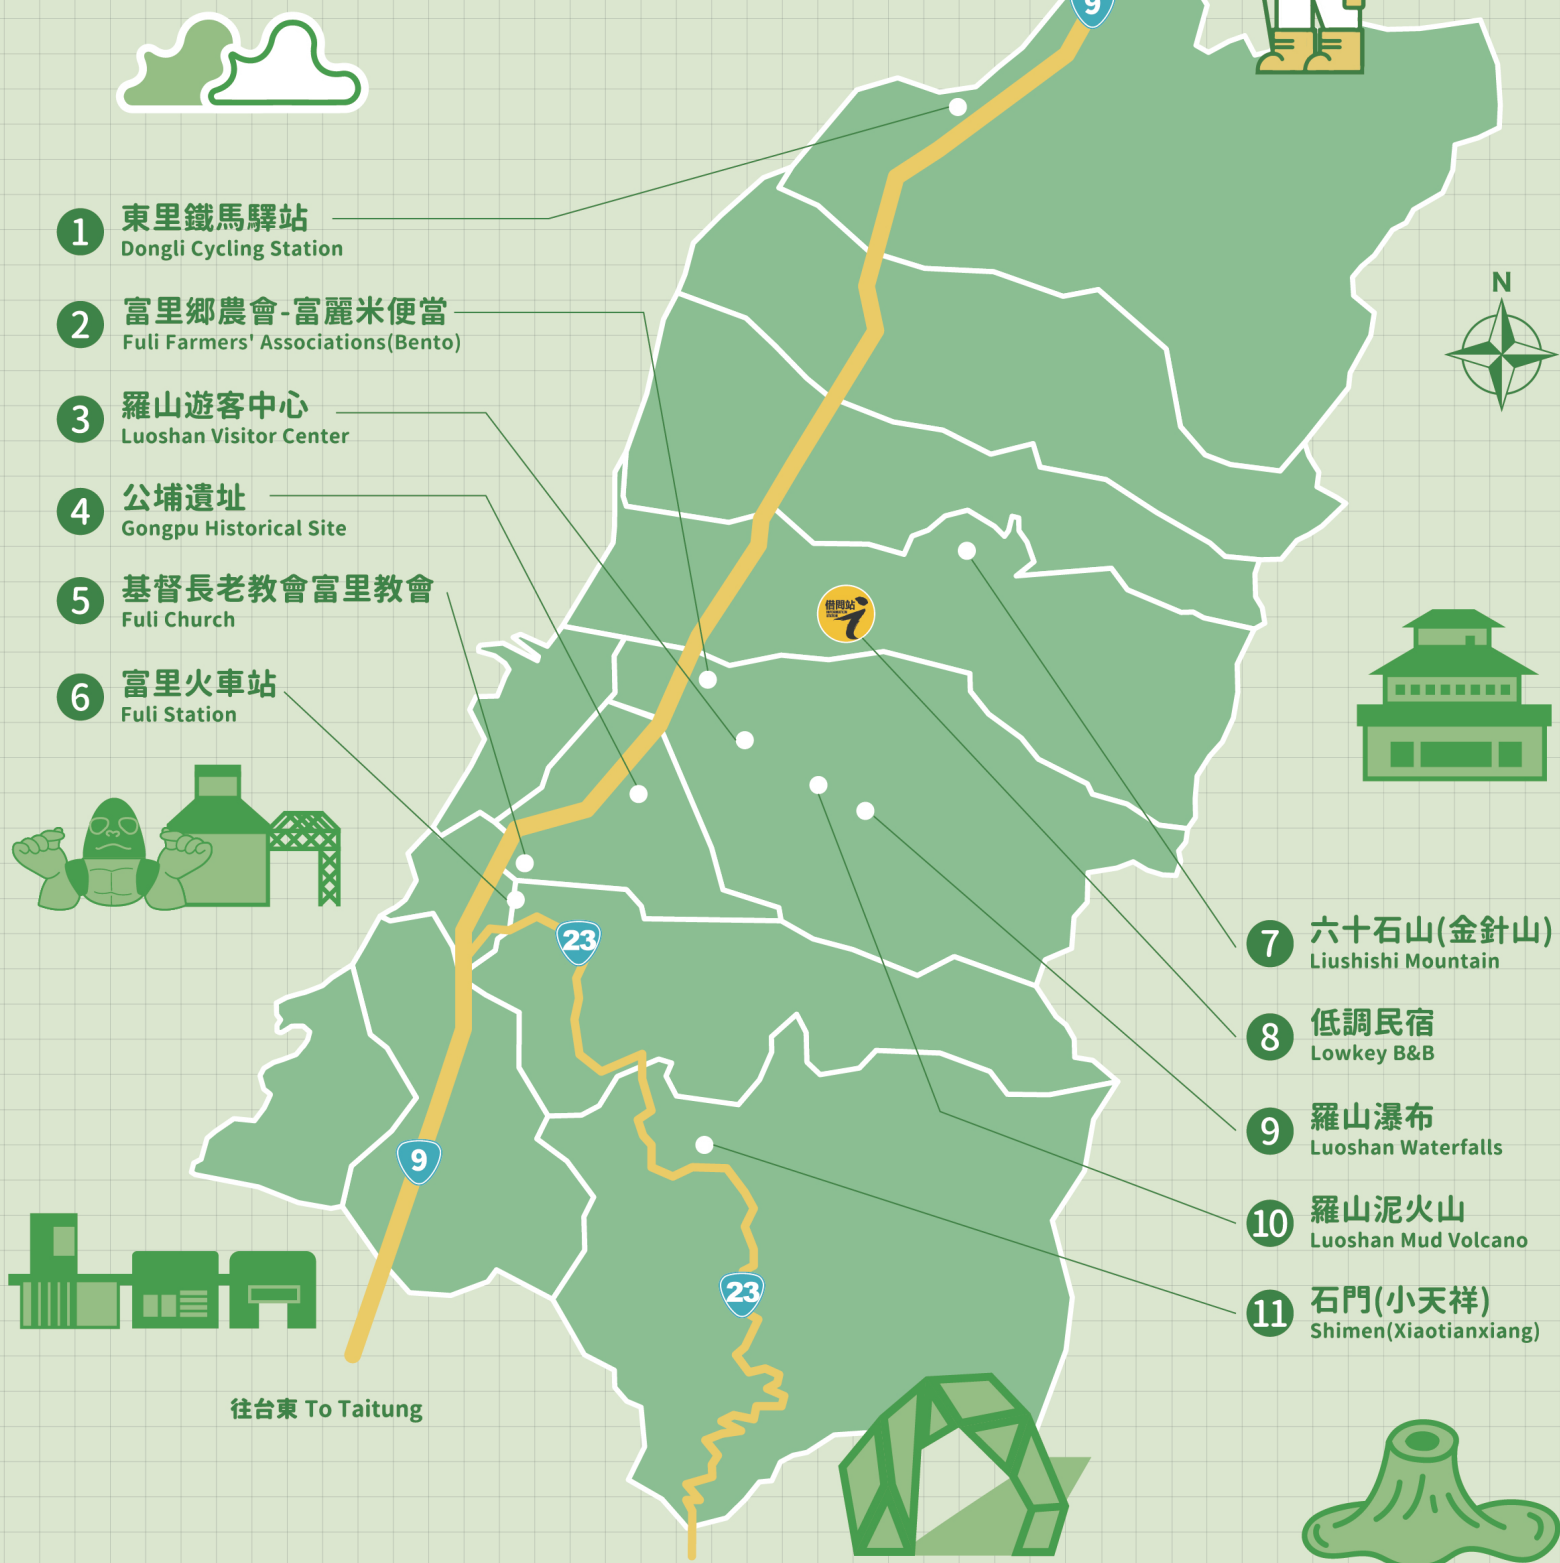 9
N
1
東里鐵馬驛站
Dongli Cycling Station
2
富里鄉農會-富麗米便當
Fuli Farmers' Associations(Bento)
3
羅山遊客中心
Luoshan Visitor Center
4
公埔遺址
Gongpu Historical Site
5
基督長老教會富里教會
Fuli Church
6
富里火車站
Fuli Station
借問站
23
7
六十石山(金針山)
Liushishi Mountain
8
低調民宿
Lowkey B&B
9
羅山瀑布
Luoshan Waterfalls
10
羅山泥火山
Luoshan Mud Volcano
11
石門(小天祥)
Shimen(Xiaotianxiang)
9
23
往台東 To Taitung